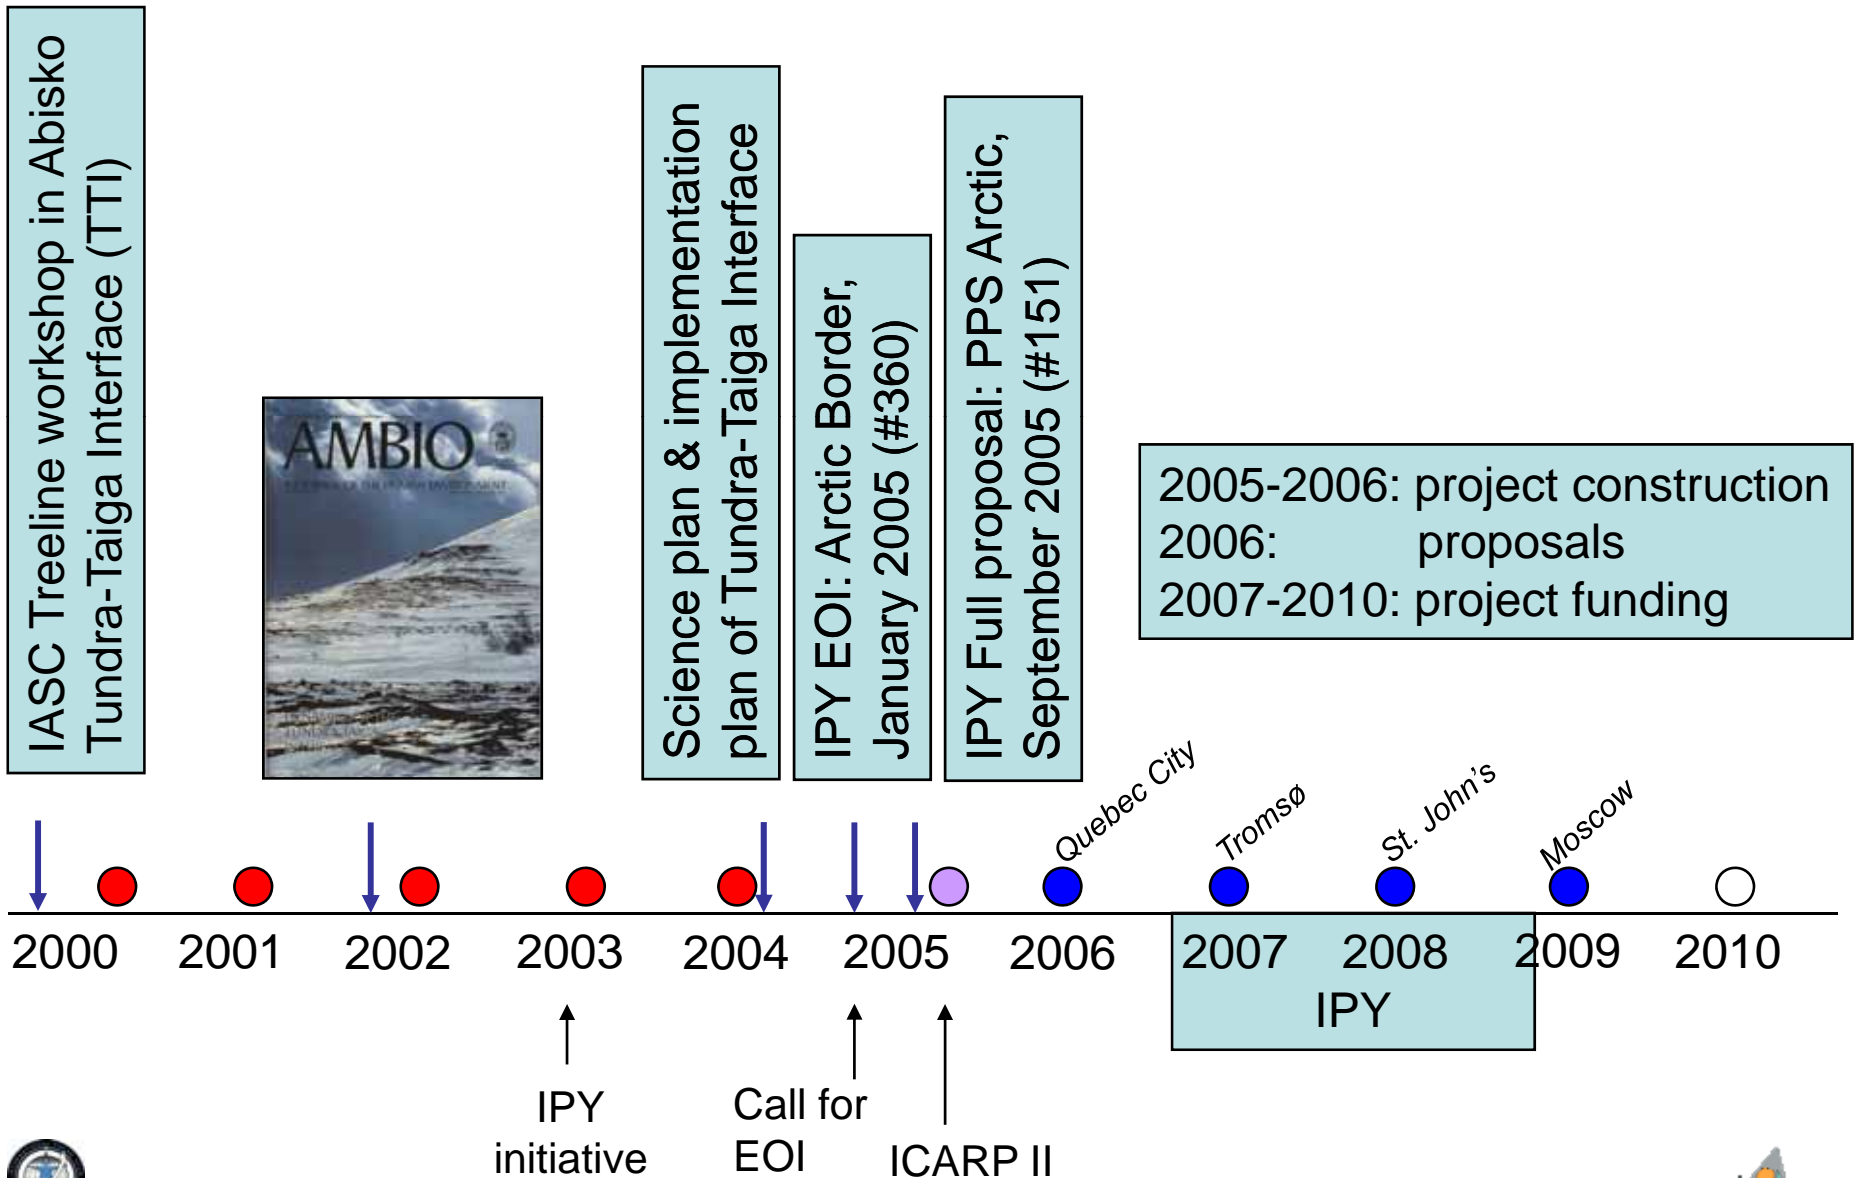 IASC Treeline workshop in Abisko
Tundra-Taiga Interface (TTI)
AMBIO
Science plan & implementation
plan of Tundra-Taiga Interface
IPY EOI: Arctic Border,
January 2005 (#360)
IPY Full proposal: PPS Arctic,
September 2005 (#151)
2005-2006: project construction
2006: proposals
2007-2010: project funding
Quebec City
Tromsø
St. John's
Moscow
2000 2001 2002 2003 2004 2005 2006 2007 2008 2009 2010
IPY
IPY
initiative
Call for
EOI
ICARP II